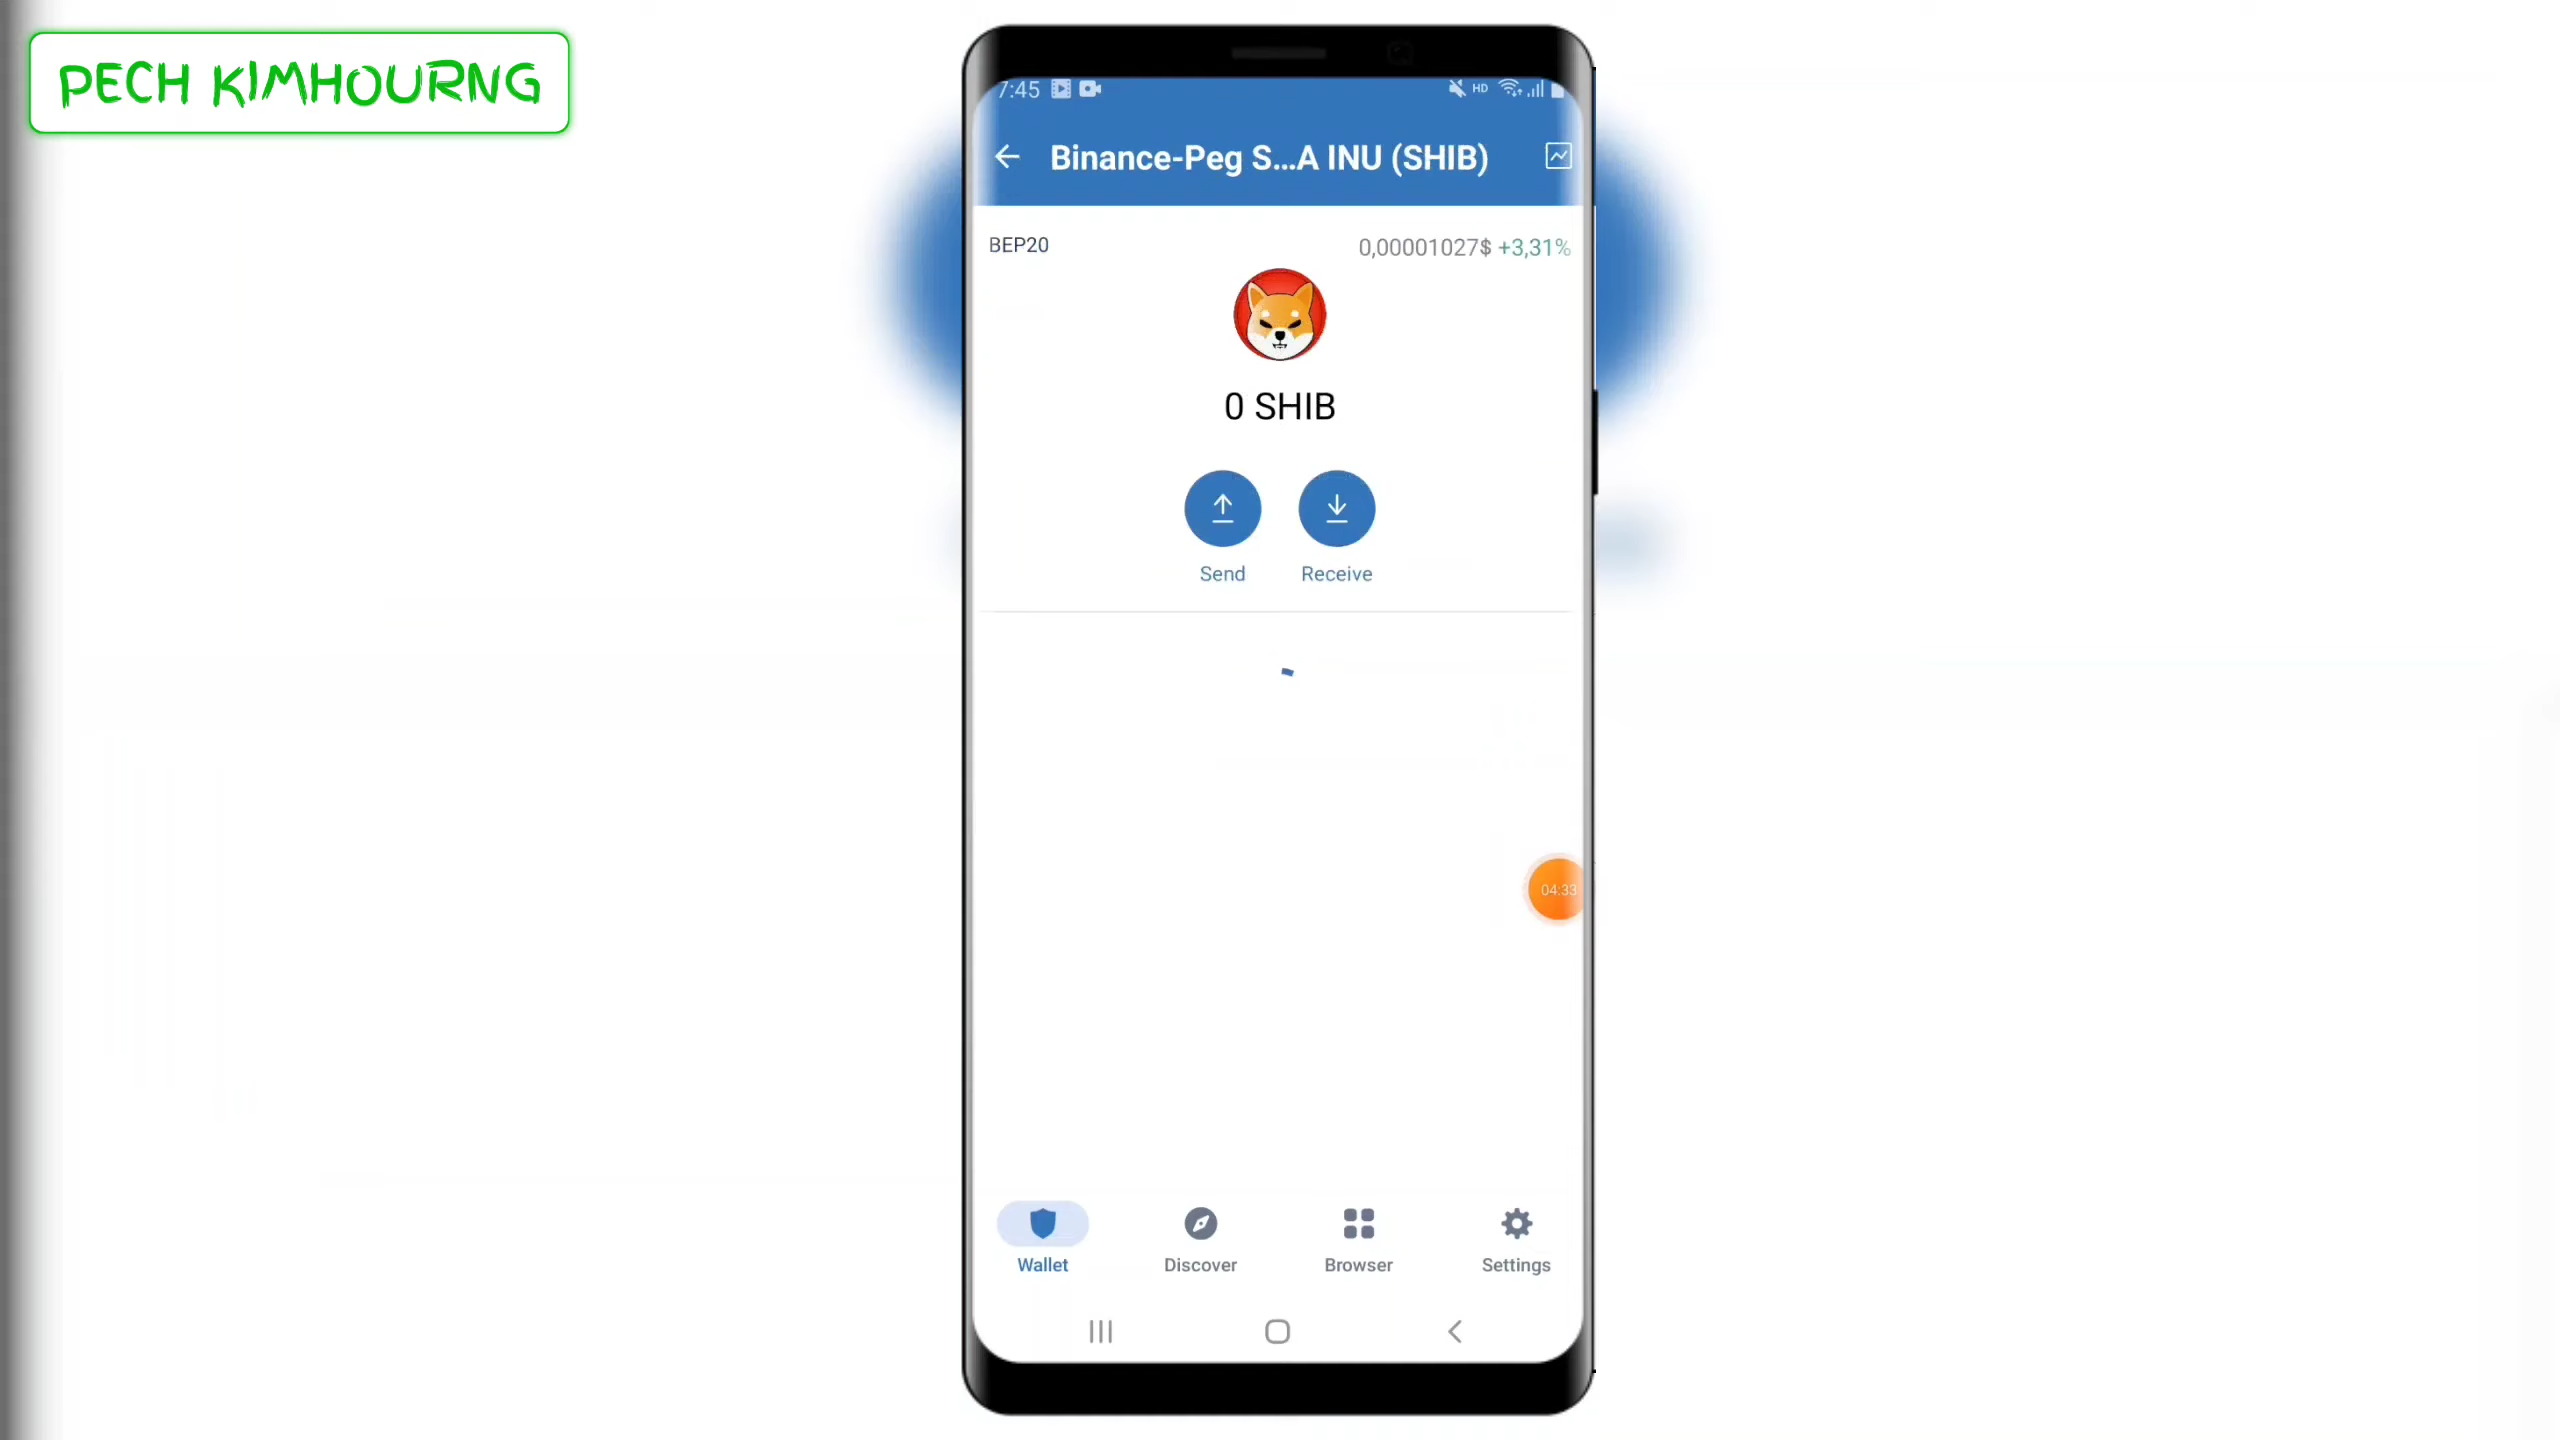 PECH KIMHOURNG
7:45
HD
Binance-Peg S...A INU (SHIB)
BEP20
0,00001027$ +3,31%
0 SHIB
Send
Receive
04:33
Wallet
Discover
Browser
Settings